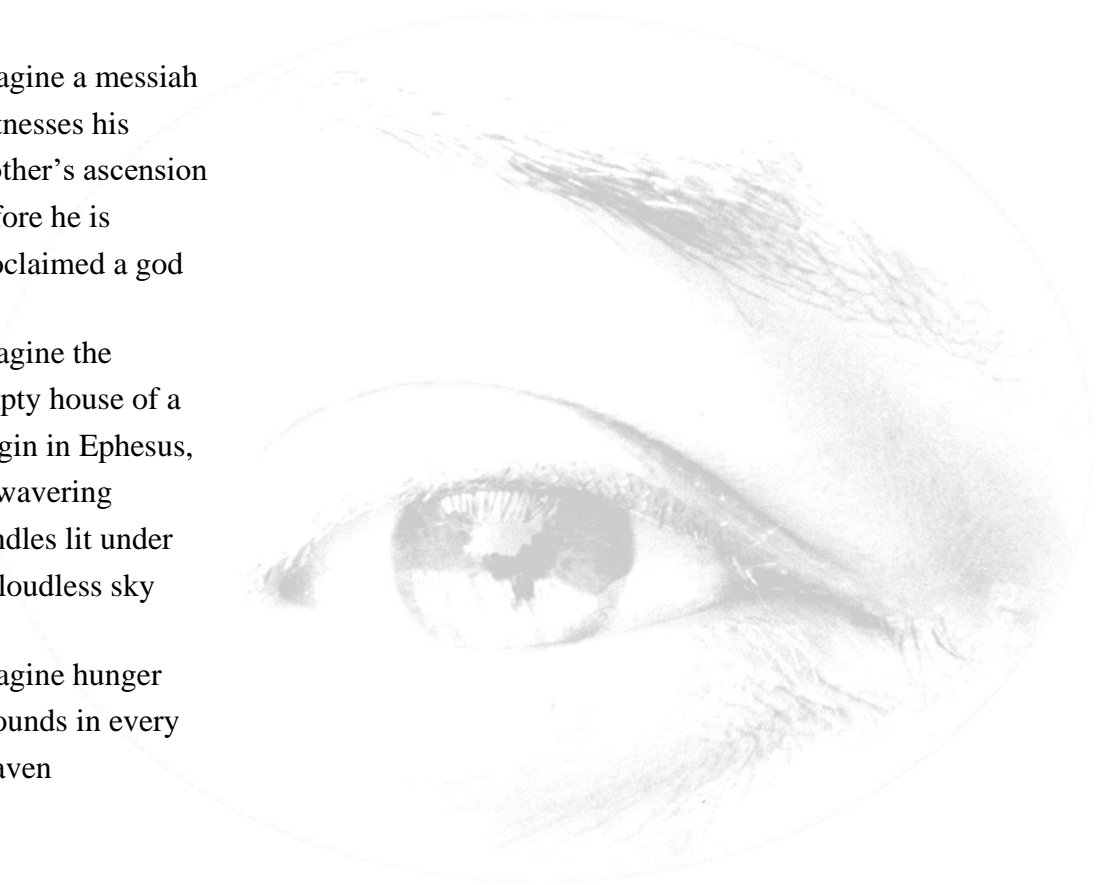 agine a messiah
tnesses his
other’s ascension
fore he is
oclaimed a god
agine the
pty house of a
gin in Ephesus,
wavering
ndles lit under
loudless sky
agine hunger
ounds in every
aven